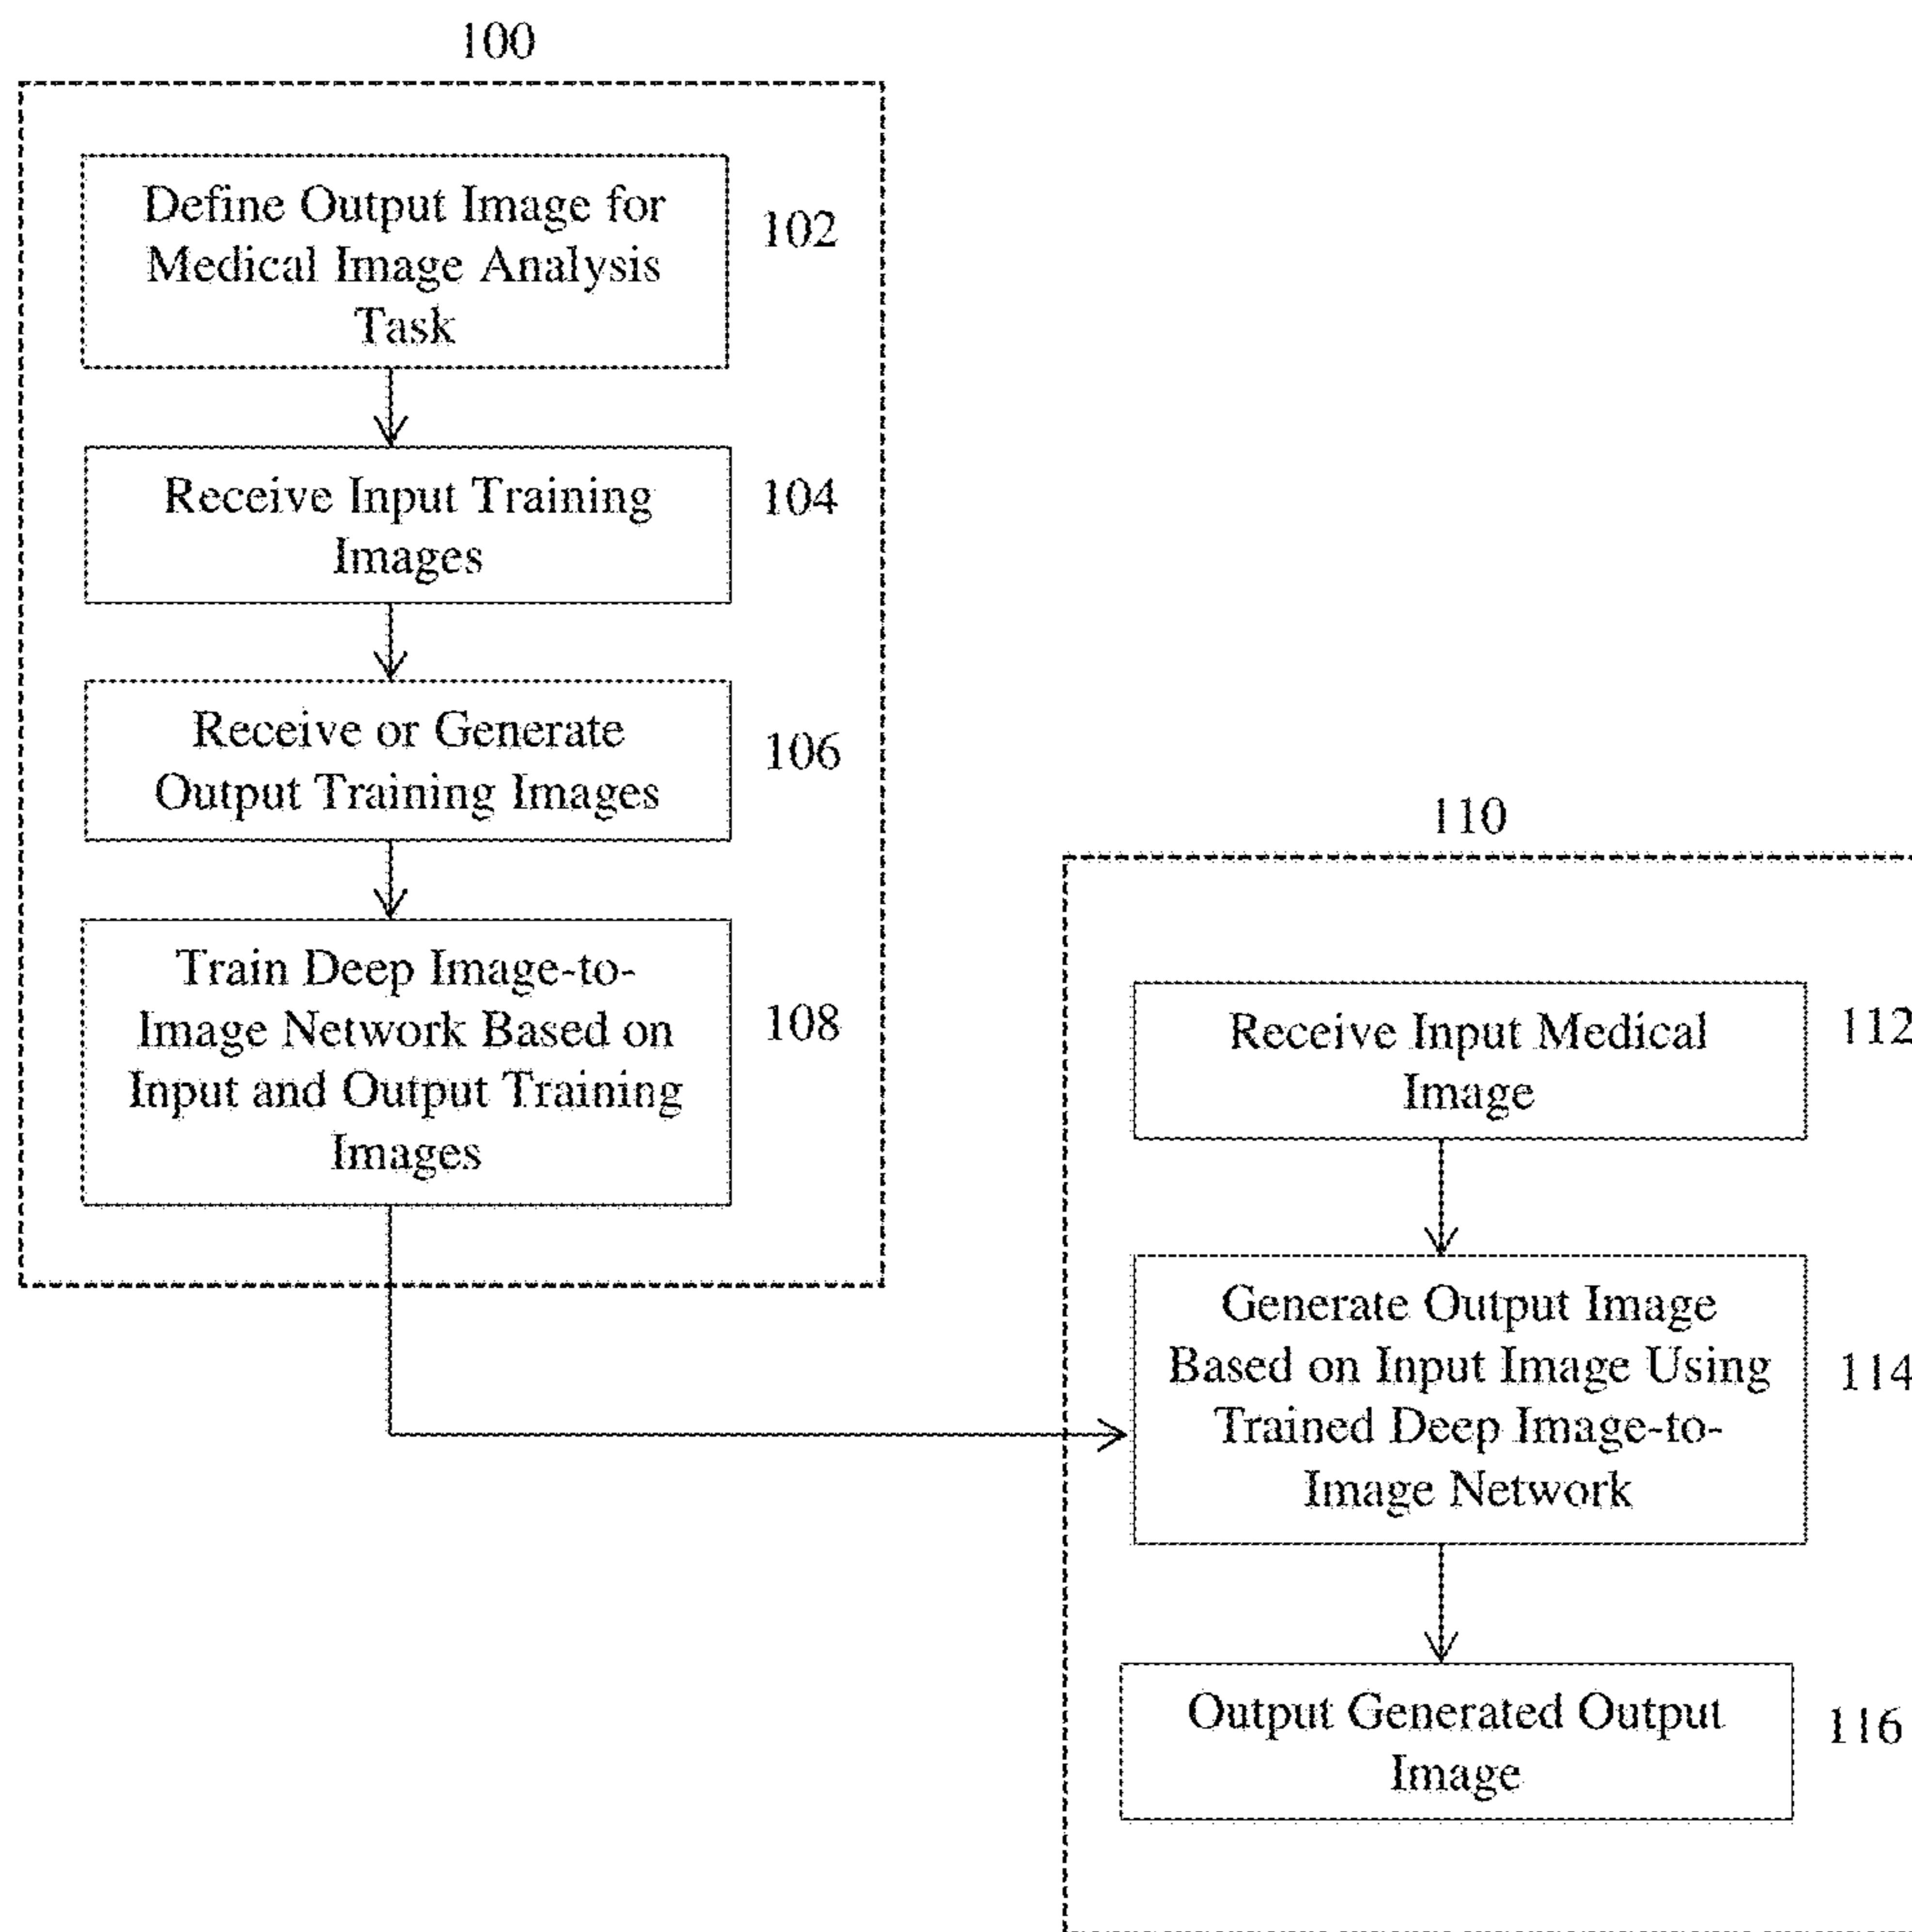 100
Define Output Image for
Medical Image Analysis
Task
102
Receive Input Training
Images
104
Receive or Generate
Output Training Images
106
Train Deep Image-to-
Image Network Based on
Input and Output Training
Images
108
110
Receive Input Medical
Image
112
Generate Output Image
Based on Input Image Using
Trained Deep Image-to-
Image Network
114
Output Generated Output
Image
116